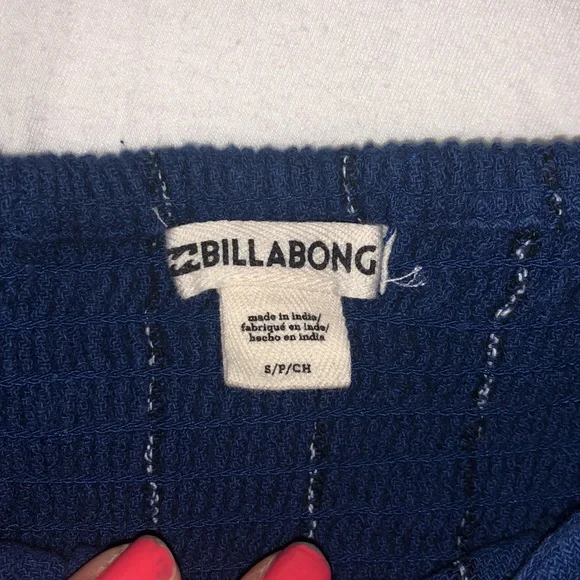 BILLABONG
made in india/
fabriqué en inde/
hecho en india
S/P/CH